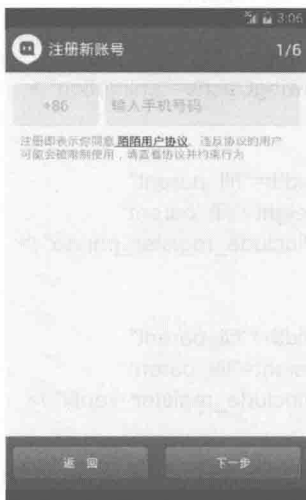 3:06
注册新账号 1/6
+86 输入手机号码
注册即表示你同意陌陌用户协议。违反协议的用户
可能会被限制使用，请查看协议并约束行为
返 回 下一步